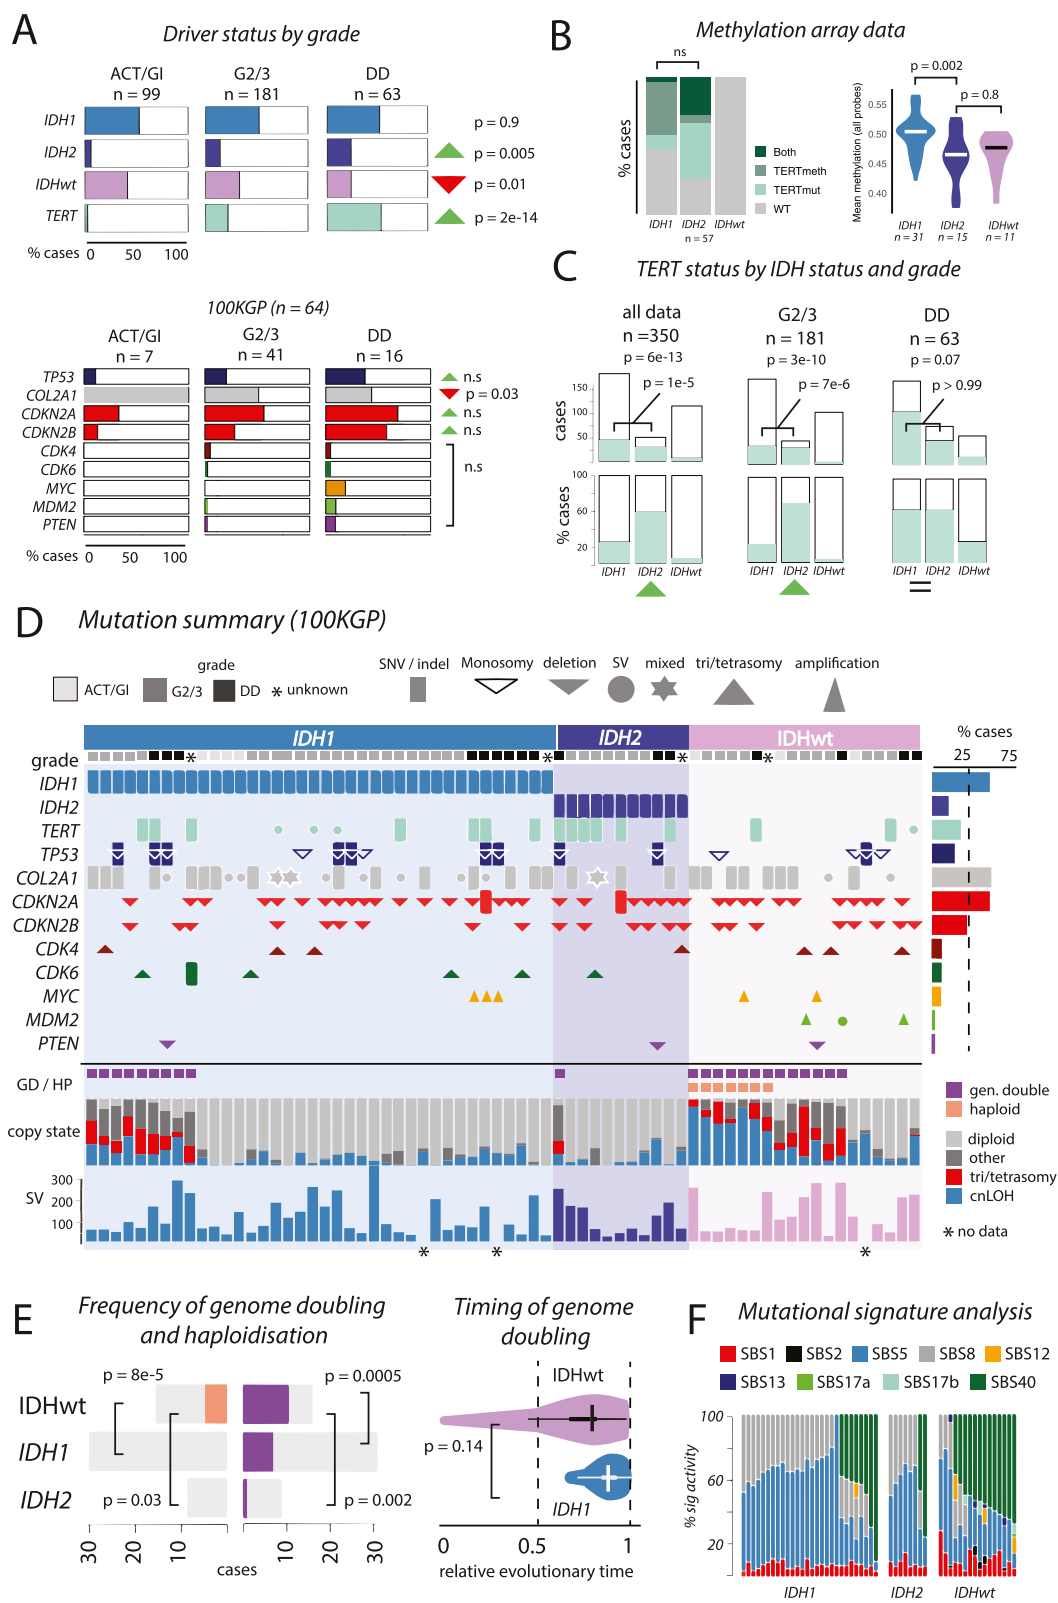 A
Driver status by grade
ACT/GI
n = 99
G2/3
n = 181
DD
n = 63
IDH1
p = 0.9
IDH2
p = 0.005
IDHwt
p = 0.01
TERT
p = 2e-14
% cases
0 50 100
100KGP (n = 64)
ACT/GI
n = 7
G2/3
n = 41
DD
n = 16
TP53
n.s
COL2A1
p = 0.03
CDKN2A
n.s
CDKN2B
n.s
CDK4
CDK6
n.s
MYC
MDM2
PTEN
% cases
0 50 100
B
Methylation array data
ns
% cases
Both
TERTmeth
TERTmut
WT
IDH1 IDH2 IDHwt
n = 57
p = 0.002
p = 0.8
Mean methylation (all probes)
0.55
0.50
0.45
0.40
IDH1
n = 31
IDH2
n = 15
IDHwt
n = 11
C
TERT status by IDH status and grade
all data
n =350
p = 6e-13
G2/3
n = 181
p = 3e-10
DD
n = 63
p = 0.07
p = 1e-5
p = 7e-6
p > 0.99
cases
150
100
50
0
% cases
100
60
20
IDH1 IDH2 IDHwt
IDH1 IDH2 IDHwt
IDH1 IDH2 IDHwt
D
Mutation summary (100KGP)
grade
ACT/GI
G2/3
DD
* unknown
SNV / indel
Monosomy
deletion
SV
mixed
tri/tetrasomy
amplification
IDH1
IDH2
IDHwt
% cases
25 75
grade
* * * *
IDH1
IDH2
TERT
TP53
COL2A1
CDKN2A
CDKN2B
CDK4
CDK6
MYC
MDM2
PTEN
GD / HP
copy state
SV
300
200
100
* * *
gen. double
haploid
diploid
other
tri/tetrasomy
cnLOH
* no data
E
Frequency of genome doubling
and haploidisation
p = 8e-5
p = 0.0005
IDHwt
IDH1
IDH2
p = 0.03
p = 0.002
30 10 10 30
cases
Timing of genome
doubling
IDHwt
p = 0.14
IDH1
0 0.5 1
relative evolutionary time
F
Mutational signature analysis
SBS1
SBS2
SBS5
SBS8
SBS12
SBS13
SBS17a
SBS17b
SBS40
% sig activity
100
60
20
IDH1
IDH2
IDHwt